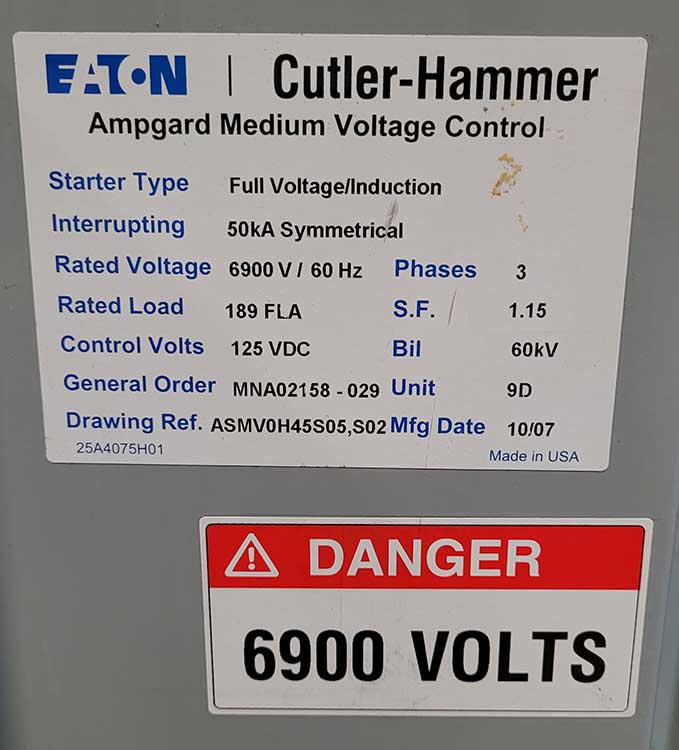 EATON | Cutler-Hammer
Ampgard Medium Voltage Control
Starter Type Full Voltage/Induction
Interrupting 50kA Symmetrical
Rated Voltage 6900 V / 60 Hz Phases 3
Rated Load 189 FLA S.F. 1.15
Control Volts 125 VDC Bil 60kV
General Order MNA02158 - 029 Unit 9D
Drawing Ref. ASMV0H45S05,S02 Mfg Date 10/07
25A4075H01 Made in USA
DANGER
6900 VOLTS